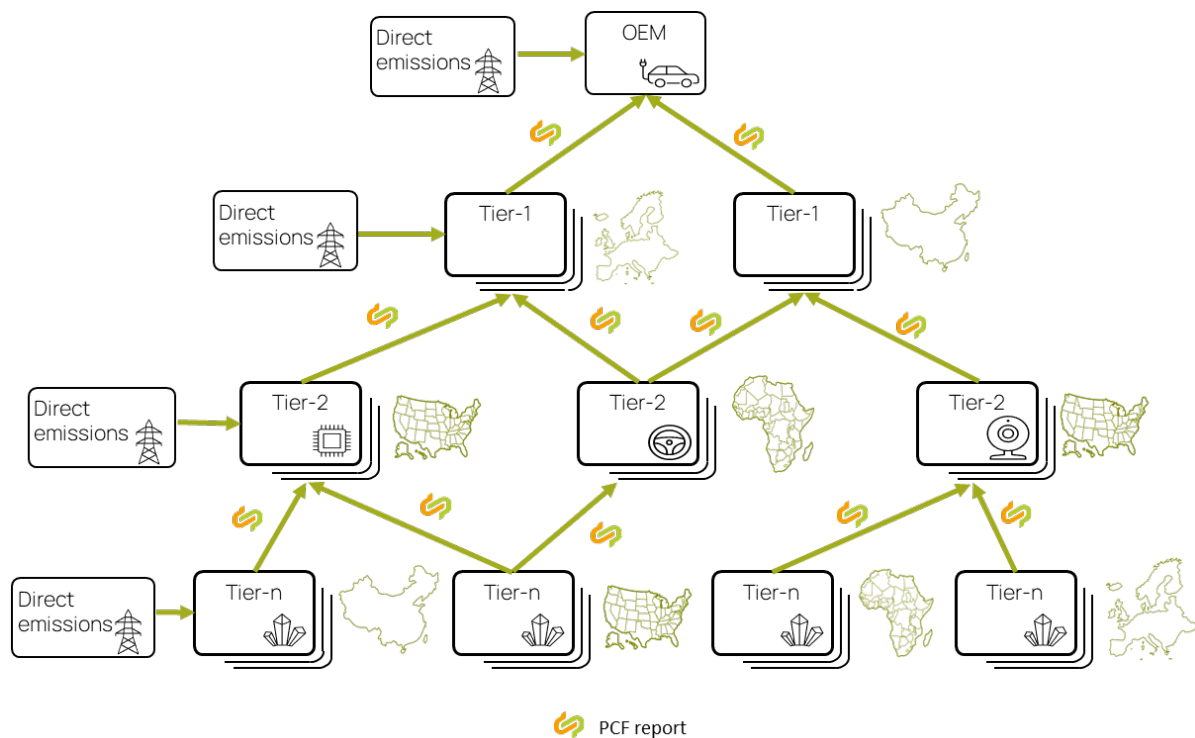 Direct
emissions
OEM
Direct
emissions
Tier-1
Tier-1
Direct
emissions
Tier-2
Tier-2
Tier-2
Direct
emissions
Tier-n
Tier-n
Tier-n
Tier-n
PCF report